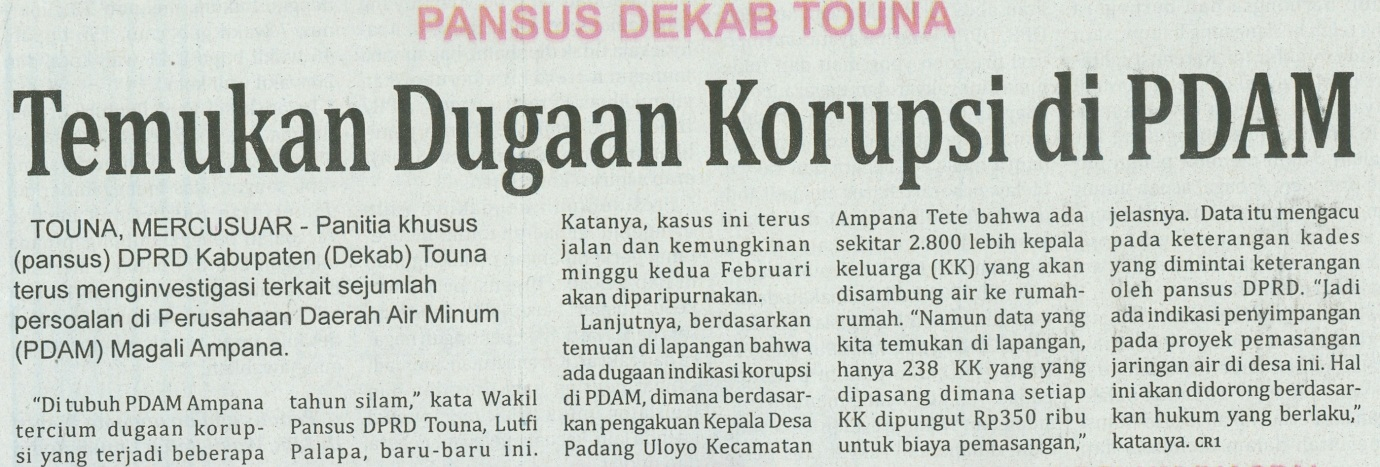 PANSUS DEKAB TOUNA
Temukan Dugaan Korupsi di PDAM
TOUNA, MERCUSUAR - Panitia khusus
(pansus) DPRD Kabupaten (Dekab) Touna
terus menginvestigasi terkait sejumlah
persoalan di Perusahaan Daerah Air Minum
(PDAM) Magali Ampana.
"Di tubuh PDAM Ampana
tercium dugaan korup-
si yang terjadi beberapa
tahun silam," kata Wakil
Pansus DPRD Touna, Lutfi
Palapa, baru-baru ini.
Katanya, kasus ini terus
jalan dan kemungkinan
minggu kedua Februari
akan diparipurnakan.
Lanjutnya, berdasarkan
temuan di lapangan bahwa
ada dugaan indikasi korupsi
di PDAM, dimana berdasar-
kan pengakuan Kepala Desa
Padang Uloyo Kecamatan
Ampana Tete bahwa ada
sekitar 2.800 lebih kepala
keluarga (KK) yang akan
disambung air ke rumah-
rumah. "Namun data yang
kita temukan di lapangan,
hanya 238 KK yang yang
dipasang dimana setiap
KK dipungut Rp350 ribu
untuk biaya pemasangan,"
jelasnya. Data itu mengacu
pada keterangan kades
yang dimintai keterangan
oleh pansus DPRD. "Jadi
ada indikasi penyimpangan
pada proyek pemasangan
jaringan air di desa ini. Hal
ini akan didorong berdasar-
kan hukum yang berlaku,"
katanya. CR1